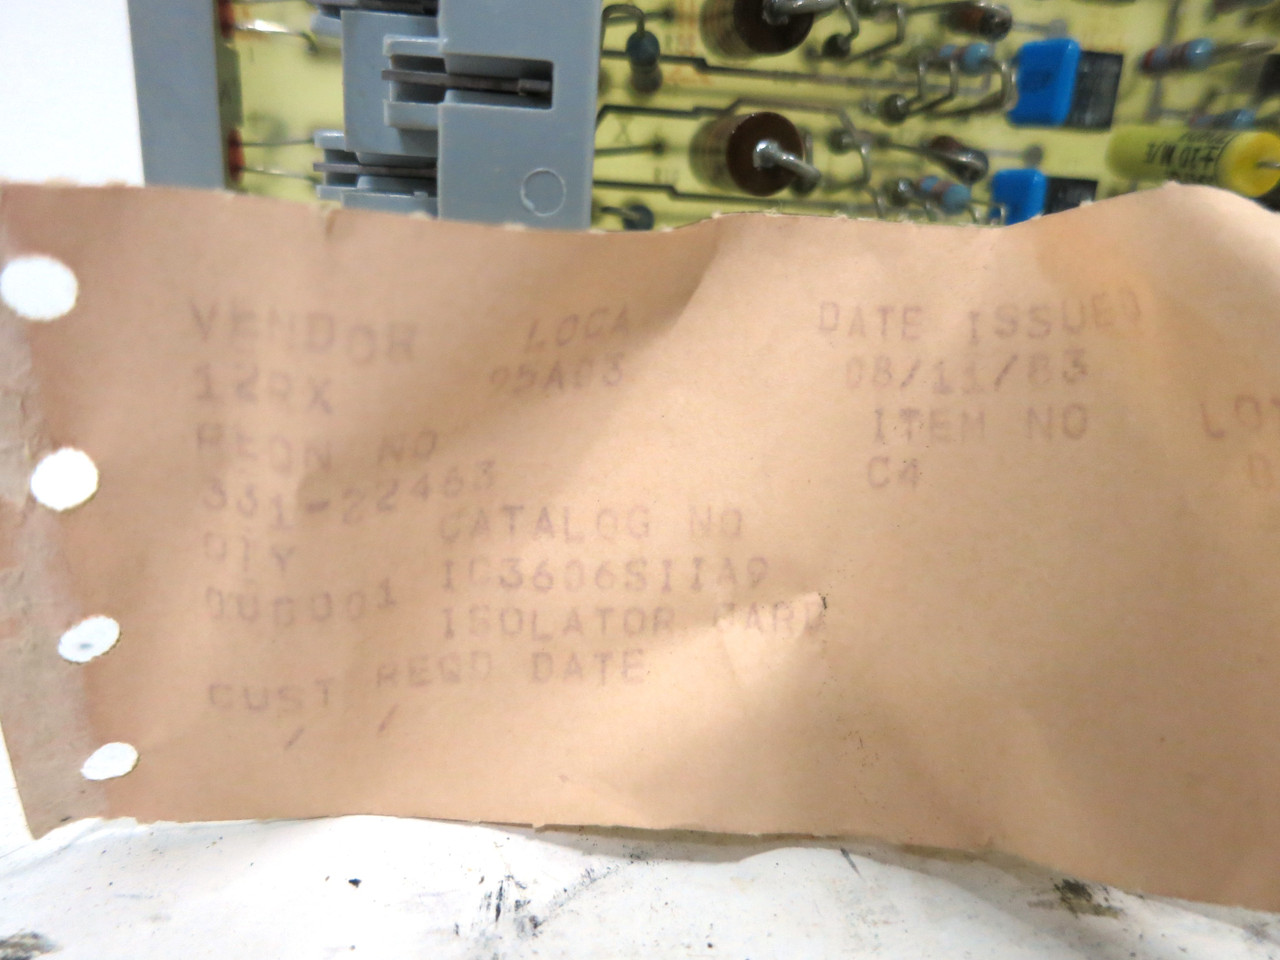 VENDOR LOCA DATE ISSUED
95A03 08/11/83
REQN NO ITEM NO
331-22463 C4
QTY CATALOG NO
000001 IC3606SIIA9
ISOLATOR CARD
CUST REQD DATE
/ /